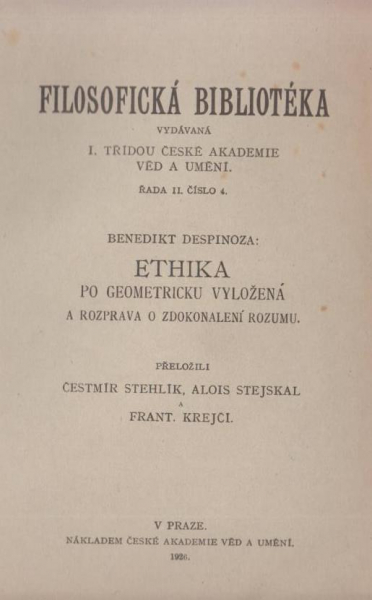 FILOSOFICKÁ BIBLIOTÉKA
VYDÁVANÁ
I. TŘÍDOU ČESKÉ AKADEMIE
VĚD A UMĚNÍ.
ŘADA II. ČÍSLO 4.
BENEDIKT DESPINOZA:
ETHIKA
PO GEOMETRICKU VYLOŽENÁ
A ROZPRAVA O ZDOKONALENÍ ROZUMU.
PŘELOŽILI
ČESTMÍR STEHLÍK, ALOIS STEJSKAL
A
FRANT. KREJČÍ.
V PRAZE.
NÁKLADEM ČESKÉ AKADEMIE VĚD A UMĚNÍ.
1926.